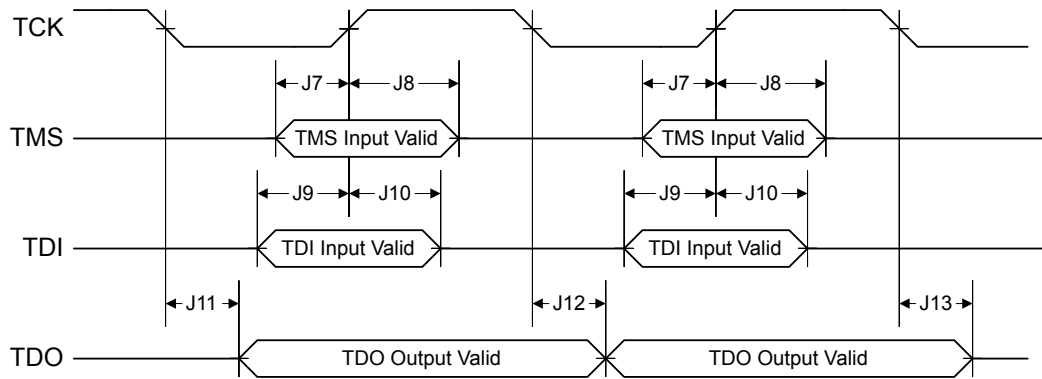 TCK
J7 J8 J7 J8
TMS TMS Input Valid TMS Input Valid
J9 J10 J9 J10
TDI TDI Input Valid TDI Input Valid
J11 J12 J13
TDO TDO Output Valid TDO Output Valid